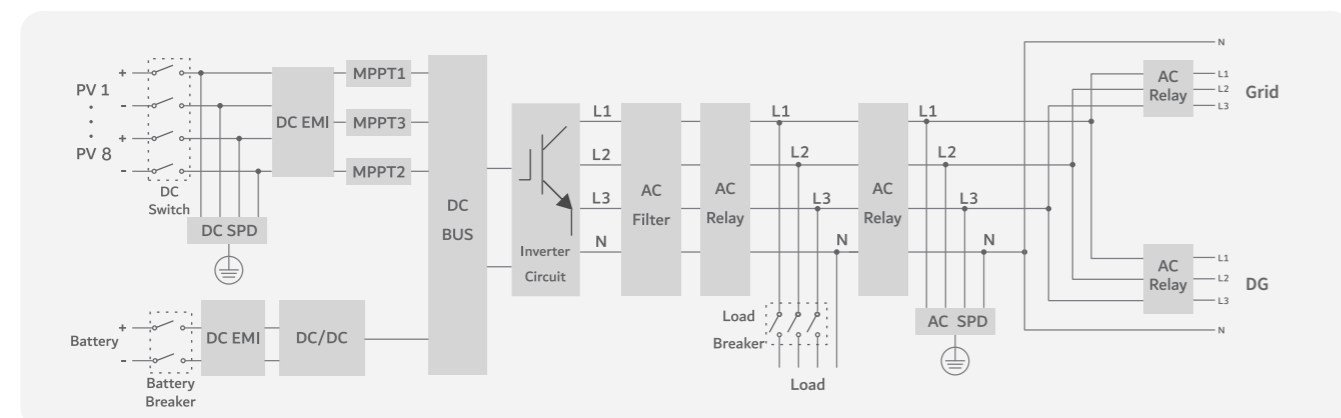 +
PV 1
-
+
PV 8
-
DC
Switch
DC SPD
DC EMI
MPPT1
MPPT3
MPPT2
Battery
+
-
Battery
Breaker
DC EMI
DC/DC
DC
BUS
Inverter
Circuit
L1
L2
L3
N
AC
Filter
AC
Relay
L1
L2
L3
N
Load
Breaker
Load
AC
Relay
L1
L2
L3
N
AC SPD
N
AC
Relay
L1
L2
L3
Grid
AC
Relay
L1
L2
L3
DG
N